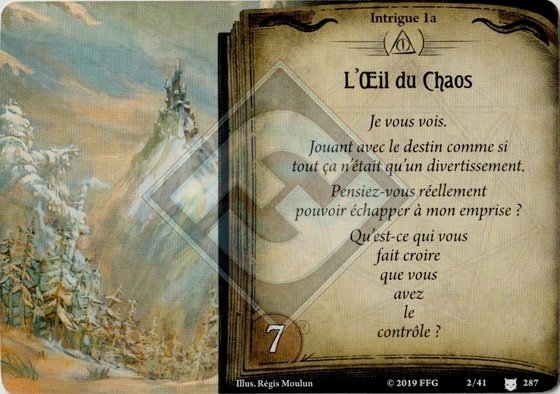 Intrigue 1a
L'Œil du Chaos
Je vous vois.
Jouant avec le destin comme si
tout ça n'était qu'un divertissement.
Pensiez-vous réellement
pouvoir échapper à mon emprise ?
Qu'est-ce qui vous
fait croire
que vous
avez
le
contrôle ?
7
Illus. Régis Moulun
© 2019 FFG
2/41
287